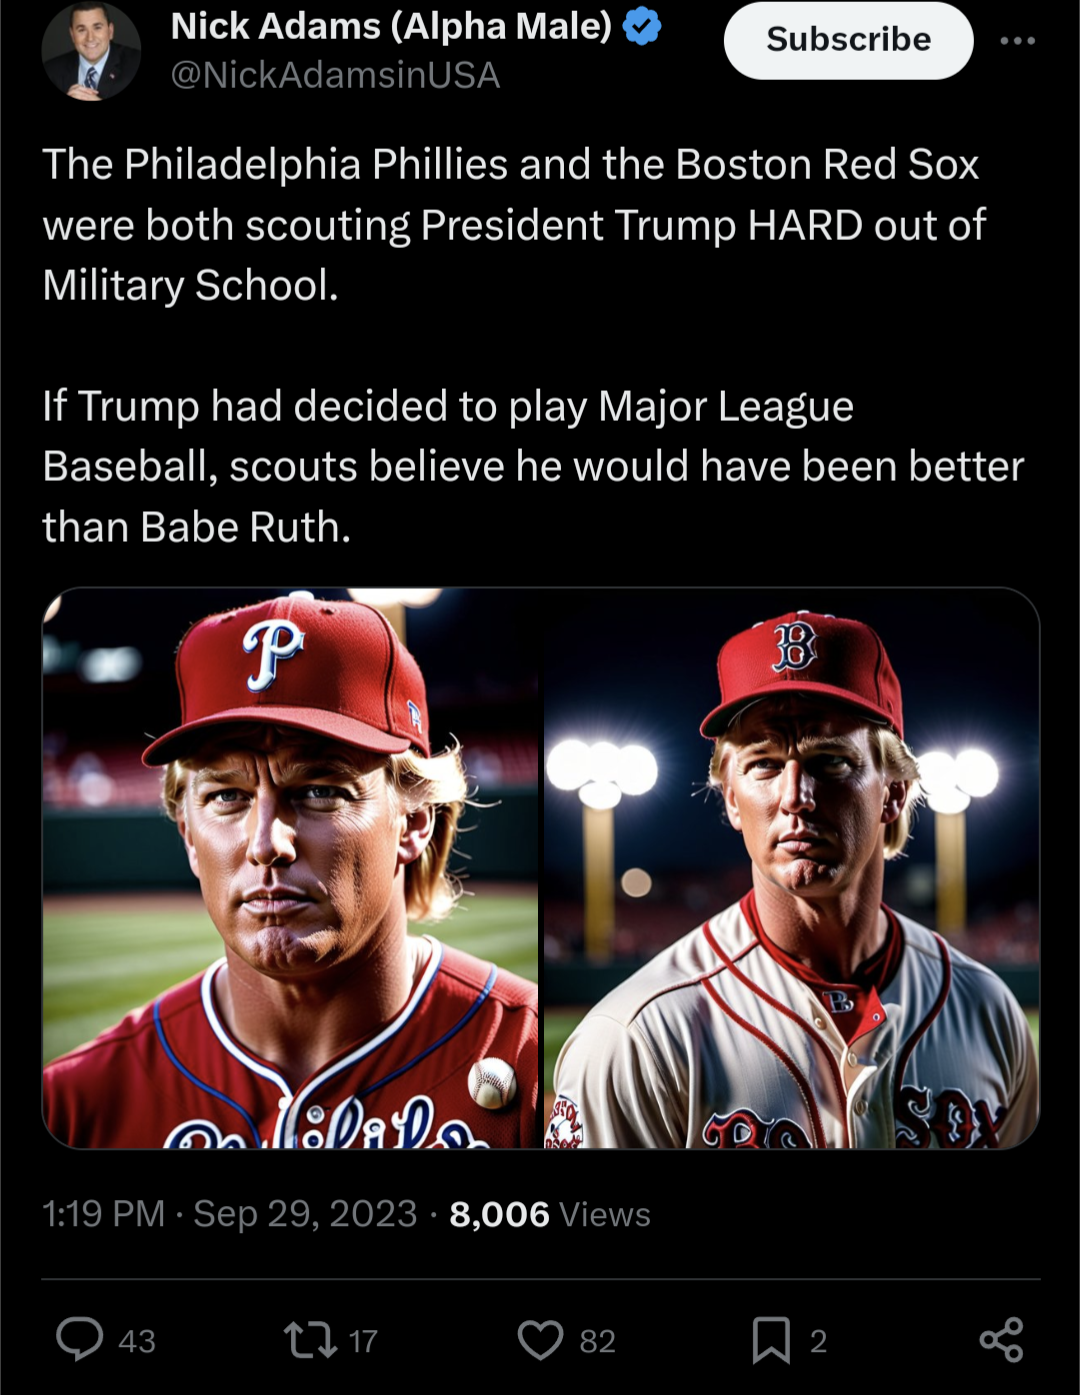 Nick Adams (Alpha Male)
Subscribe
@NickAdamsinUSA
The Philadelphia Phillies and the Boston Red Sox
were both scouting President Trump HARD out of
Military School.
If Trump had decided to play Major League
Baseball, scouts believe he would have been better
than Babe Ruth.
P
B
B
SOX
1:19 PM · Sep 29, 2023 · 8,006 Views
43
17
82
2